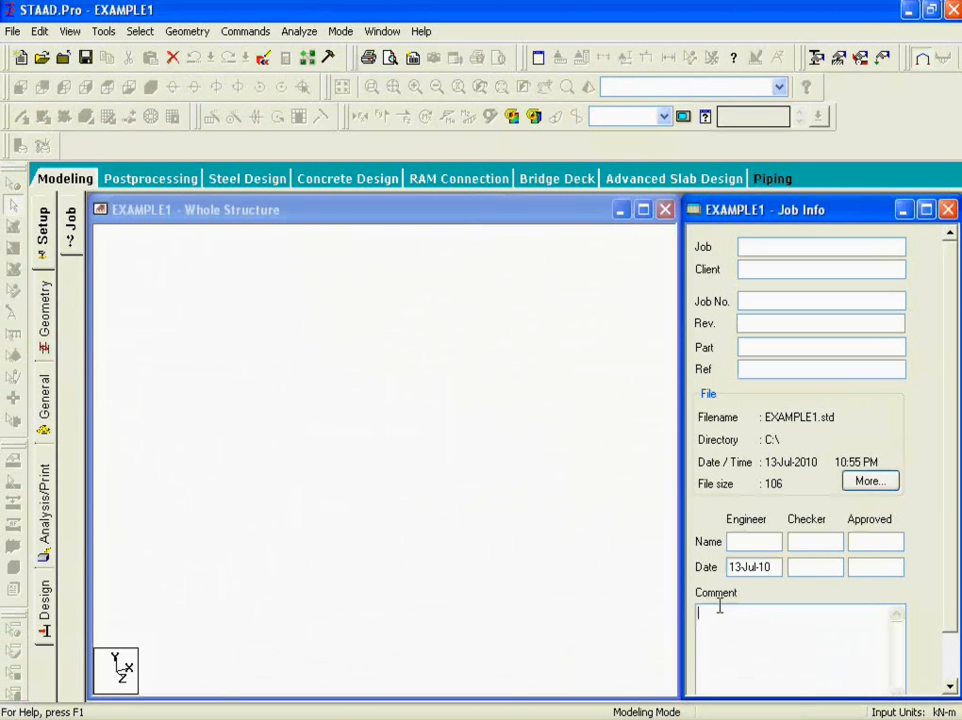 STAAD.Pro - EXAMPLE1
File Edit View Tools Select Geometry Commands Analyze Mode Window Help
Modeling Postprocessing Steel Design Concrete Design RAM Connection Bridge Deck Advanced Slab Design Piping
Setup
Geometry
General
Analysis/Print
Design
Job
EXAMPLE1 - Whole Structure
Y
X
Z
EXAMPLE1 - Job Info
Job
Client
Job No.
Rev.
Part
Ref
File
Filename : EXAMPLE1.std
Directory : C:\
Date / Time : 13-Jul-2010 10:55 PM
File size : 106 More...
Engineer Checker Approved
Name
Date 13-Jul-10
Comment
For Help, press F1 Modeling Mode Input Units: kN-m